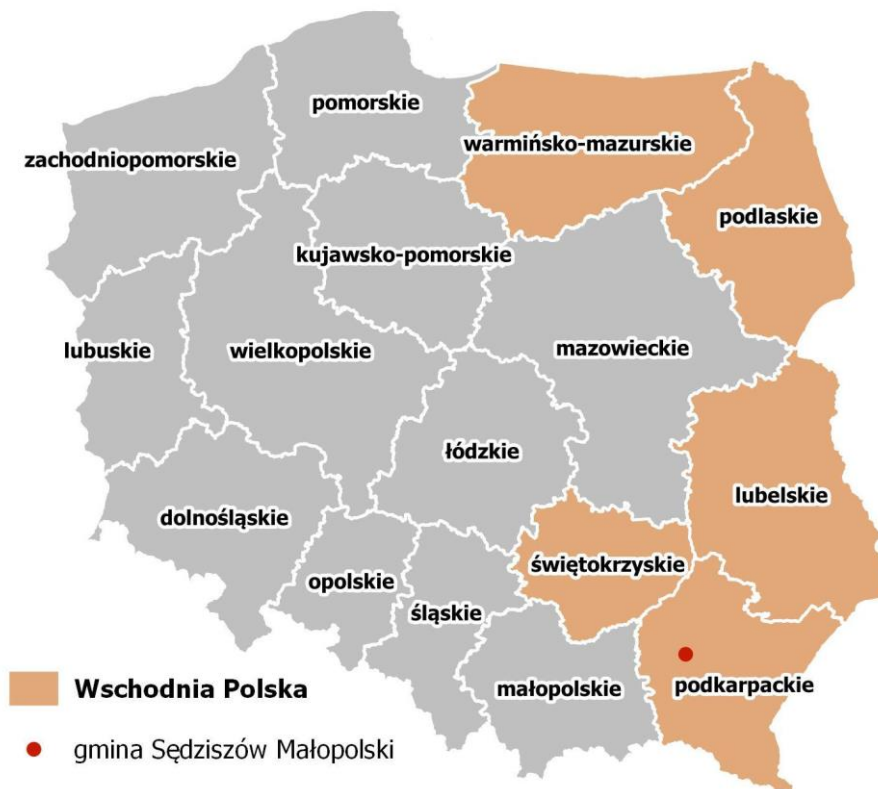 pomorskie
warmińsko-mazurskie
zachodniopomorskie
podlaskie
kujawsko-pomorskie
lubuskie
wielkopolskie
mazowieckie
łódzkie
lubelskie
dolnośląskie
świętokrzyskie
opolskie
śląskie
małopolskie
podkarpackie
Wschodnia Polska
gmina Sędziszów Małopolski